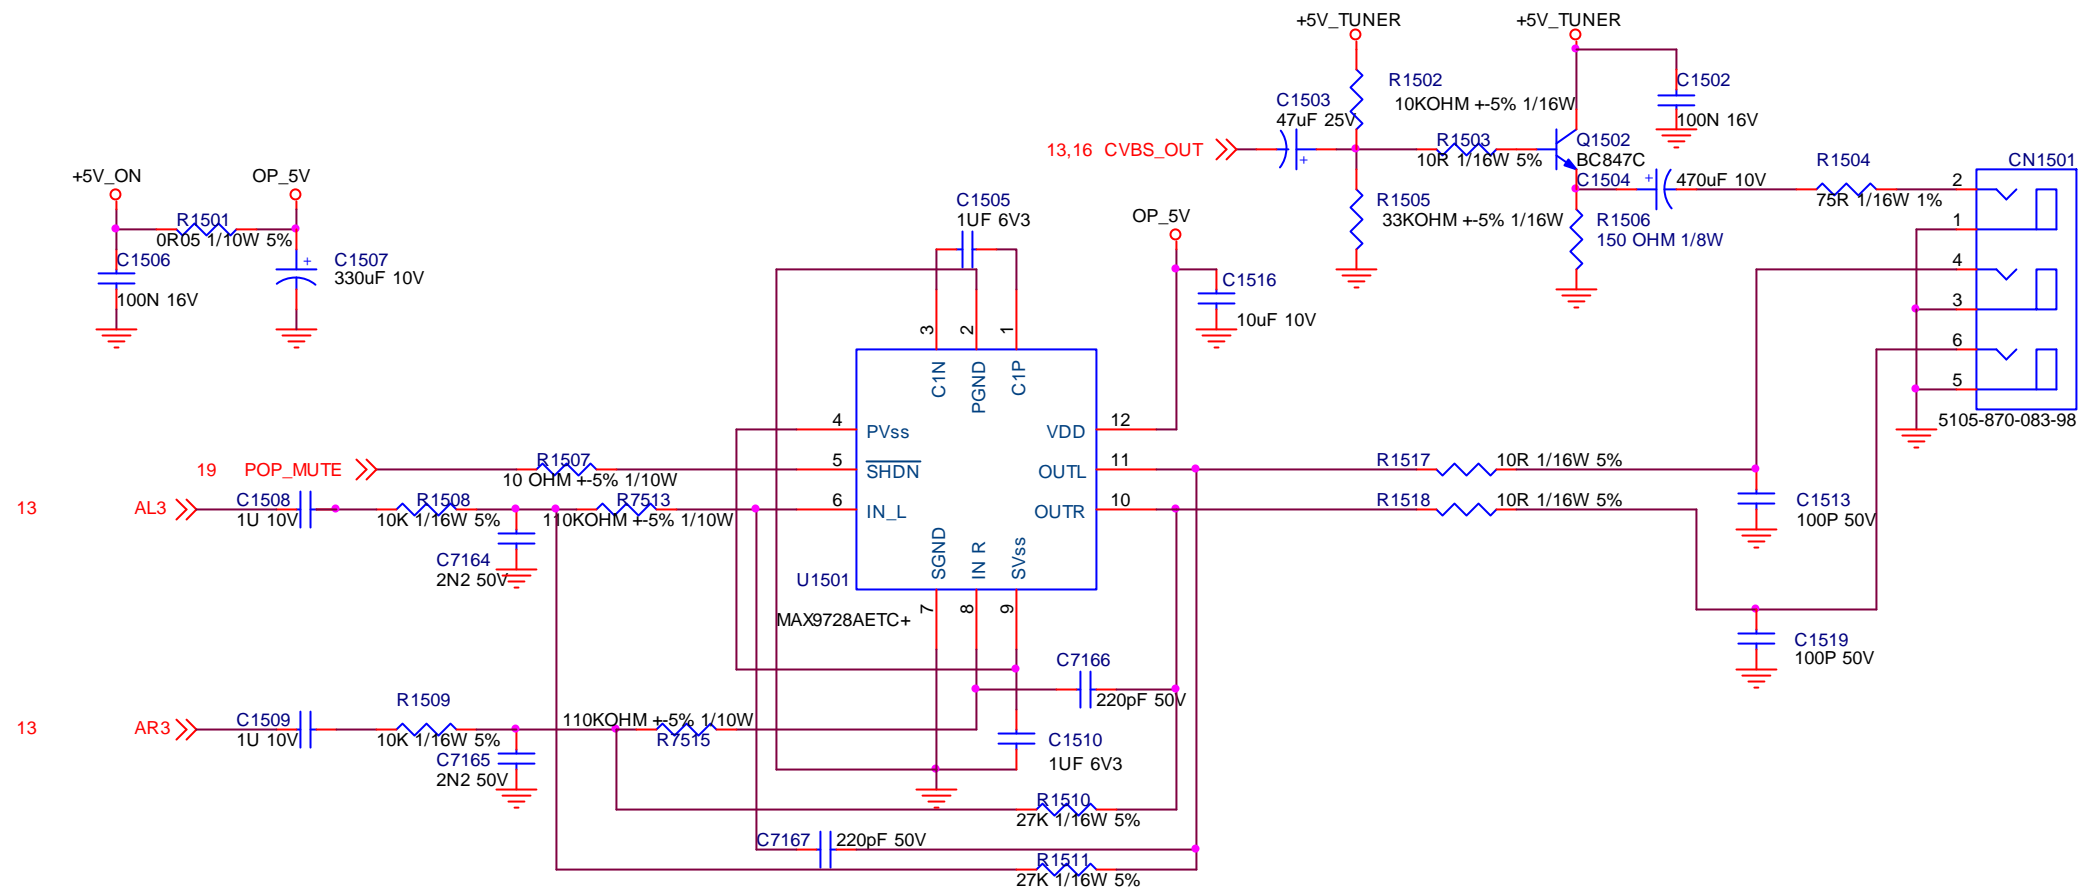 +5V_TUNER
+5V_TUNER
R1502
10KOHM +-5% 1/16W
C1502
100N 16V
C1503
47uF 25V
13,16 CVBS_OUT
R1503
10R 1/16W 5%
Q1502
BC847C
C1504
+
470uF 10V
R1504
75R 1/16W 1%
CN1501
2
1
4
3
6
5
5105-870-083-98
+
R1505
33KOHM +-5% 1/16W
R1506
150 OHM 1/8W
+5V_ON
OP_5V
R1501
0R05 1/10W 5%
C1506
100N 16V
+
C1507
330uF 10V
C1505
1UF 6V3
OP_5V
C1516
10uF 10V
3
2
1
C1N
PGND
C1P
4
PVss
VDD
12
19 POP_MUTE
R1507
10 OHM +-5% 1/10W
5
SHDN
OUTL
11
R1517
10R 1/16W 5%
13
AL3
C1508
1U 10V
R1508
10K 1/16W 5%
R7513
110KOHM +-5% 1/10W
6
IN_L
OUTR
10
R1518
10R 1/16W 5%
C1513
100P 50V
C7164
2N2 50V
SGND
IN R
SVss
U1501
7
8
9
MAX9728AETC+
C1519
100P 50V
C7166
220pF 50V
13
AR3
C1509
1U 10V
R1509
10K 1/16W 5%
110KOHM +-5% 1/10W
R7515
C7165
2N2 50V
C1510
1UF 6V3
R1510
27K 1/16W 5%
C7167
220pF 50V
R1511
27K 1/16W 5%